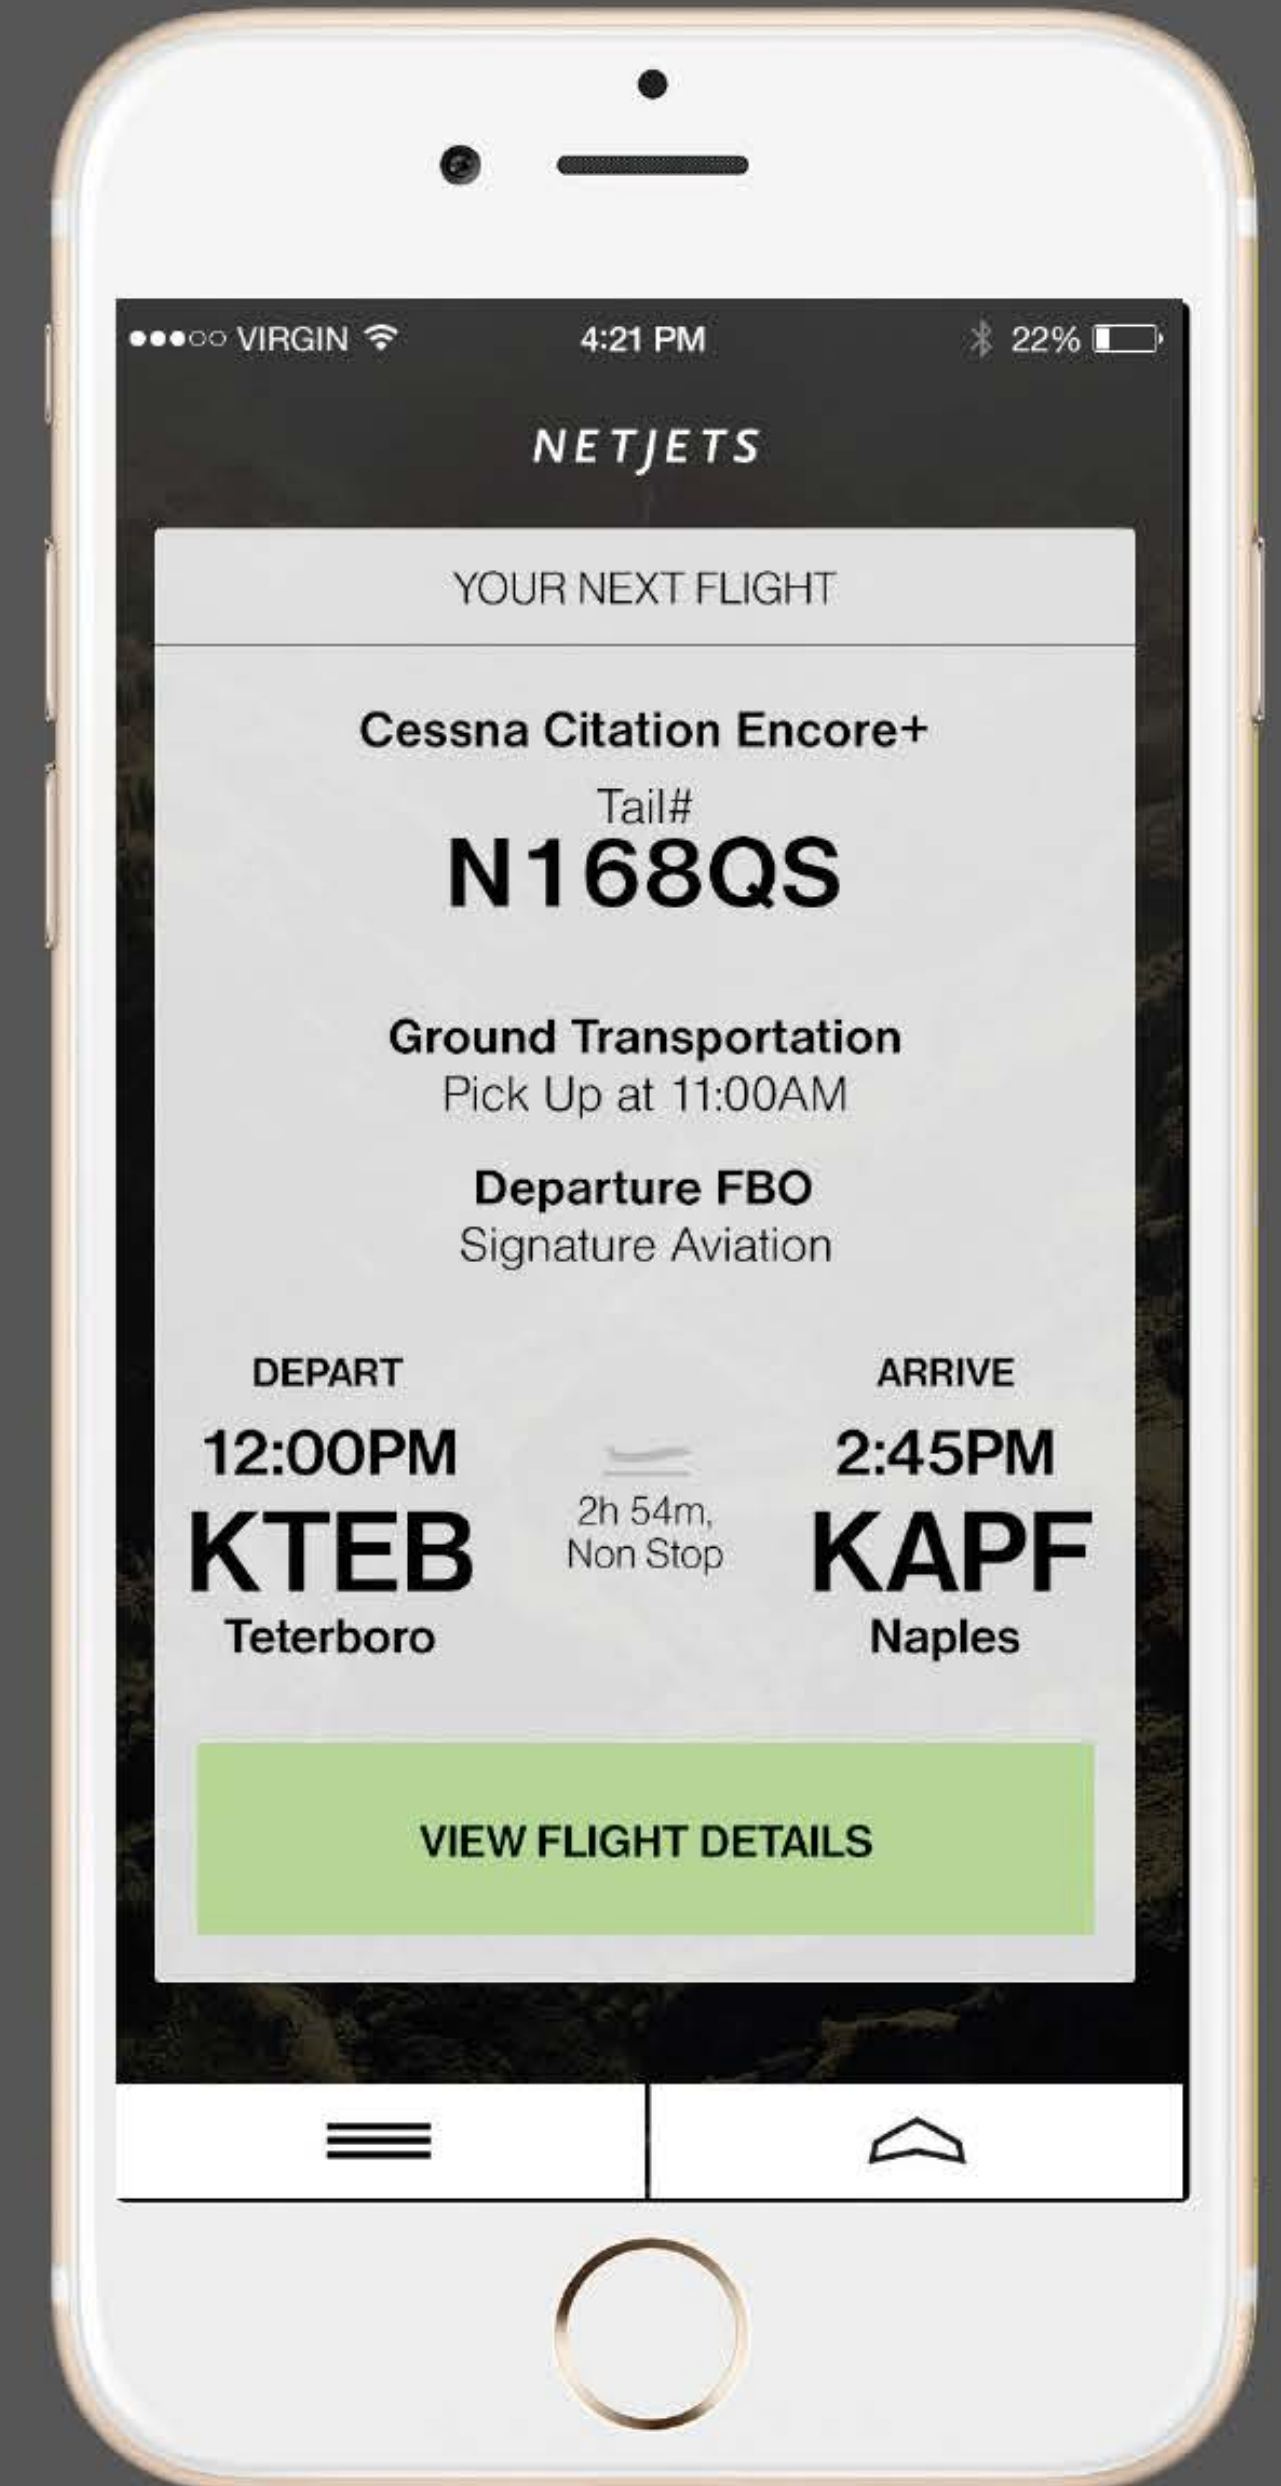 VIRGIN 4:21 PM 22%
NETJETS
YOUR NEXT FLIGHT
Cessna Citation Encore+
Tail#
N168QS
Ground Transportation
Pick Up at 11:00AM
Departure FBO
Signature Aviation
DEPART
12:00PM
KTEB
Teterboro
2h 54m,
Non Stop
ARRIVE
2:45PM
KAPF
Naples
VIEW FLIGHT DETAILS